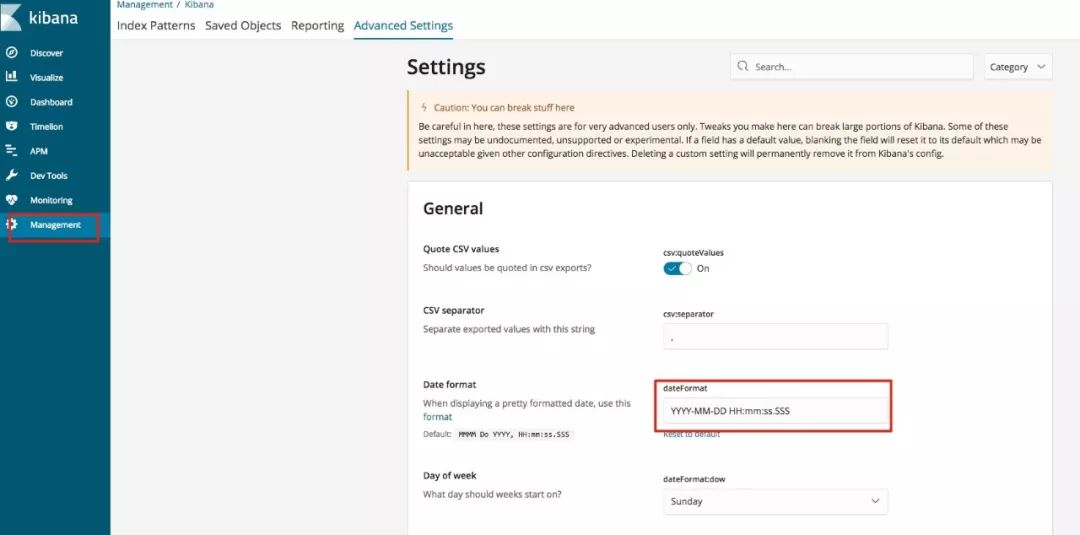 Management / Kibana
kibana
Index Patterns Saved Objects Reporting Advanced Settings
Discover
Visualize
Dashboard
Timelion
APM
Dev Tools
Monitoring
Management
Settings
Search...
Category
Caution: You can break stuff here
Be careful in here, these settings are for very advanced users only. Tweaks you make here can break large portions of Kibana. Some of these
settings may be undocumented, unsupported or experimental. If a field has a default value, blanking the field will reset it to its default which may be
unacceptable given other configuration directives. Deleting a custom setting will permanently remove it from Kibana's config.
General
Quote CSV values
Should values be quoted in csv exports?
csv:quoteValues
On
CSV separator
Separate exported values with this string
csv:separator
,
Date format
When displaying a pretty formatted date, use this
format
Default: MMMM Do YYYY, HH:mm:ss.SSS
dateFormat
YYYY-MM-DD HH:mm:ss.SSS
Reset to default
Day of week
What day should weeks start on?
dateFormat:dow
Sunday